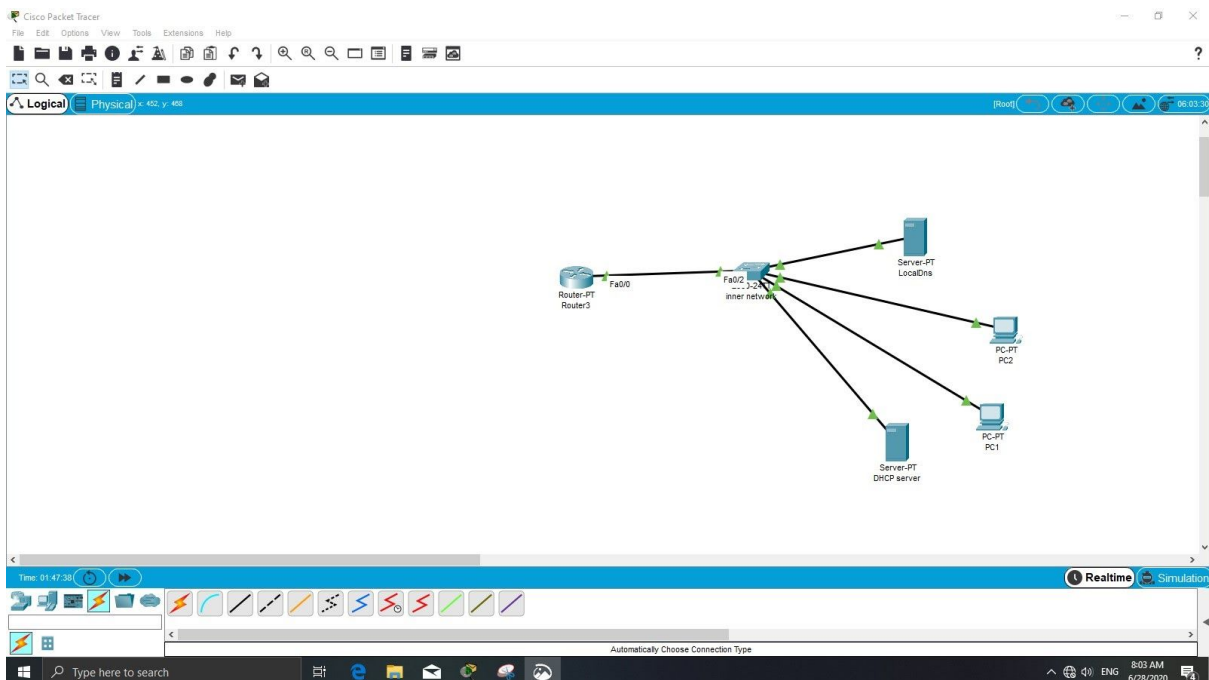 Cisco Packet Tracer
File Edit Options View Tools Extensions Help
?
Logical Physical x: 452, y: 468 [Root] 06:03:30
Server-PT
LocalDns
Fa0/0
Fa0/2
Router-PT
Router3
inner network
PC-PT
PC2
PC-PT
PC1
Server-PT
DHCP server
Time: 01:47:38 Realtime Simulation
Automatically Choose Connection Type
Type here to search ENG 8:03 AM
6/28/2020